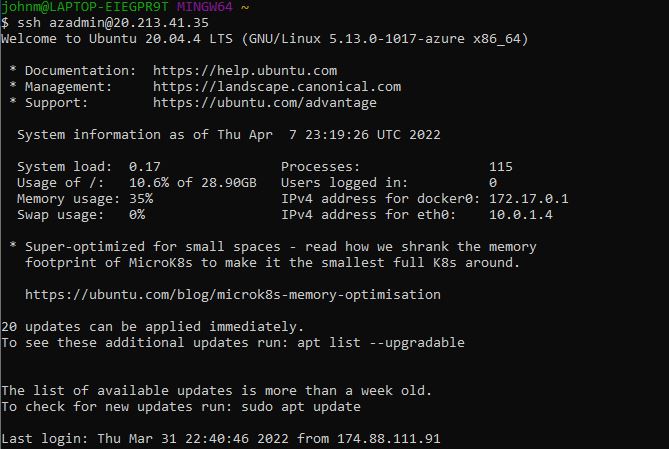 johnm@LAPTOP-EIEGPR9T MINGW64 ~
$ ssh azadmin@20.213.41.35
Welcome to Ubuntu 20.04.4 LTS (GNU/Linux 5.13.0-1017-azure x86_64)

 * Documentation:  https://help.ubuntu.com
 * Management:     https://landscape.canonical.com
 * Support:        https://ubuntu.com/advantage

  System information as of Thu Apr  7 23:19:26 UTC 2022

  System load:  0.17               Processes:                115
  Usage of /:   10.6% of 28.90GB   Users logged in:          0
  Memory usage: 35%                IPv4 address for docker0: 172.17.0.1
  Swap usage:   0%                 IPv4 address for eth0:    10.0.1.4

 * Super-optimized for small spaces - read how we shrank the memory
   footprint of MicroK8s to make it the smallest full K8s around.

   https://ubuntu.com/blog/microk8s-memory-optimisation

20 updates can be applied immediately.
To see these additional updates run: apt list --upgradable


The list of available updates is more than a week old.
To check for new updates run: sudo apt update

Last login: Thu Mar 31 22:40:46 2022 from 174.88.111.91